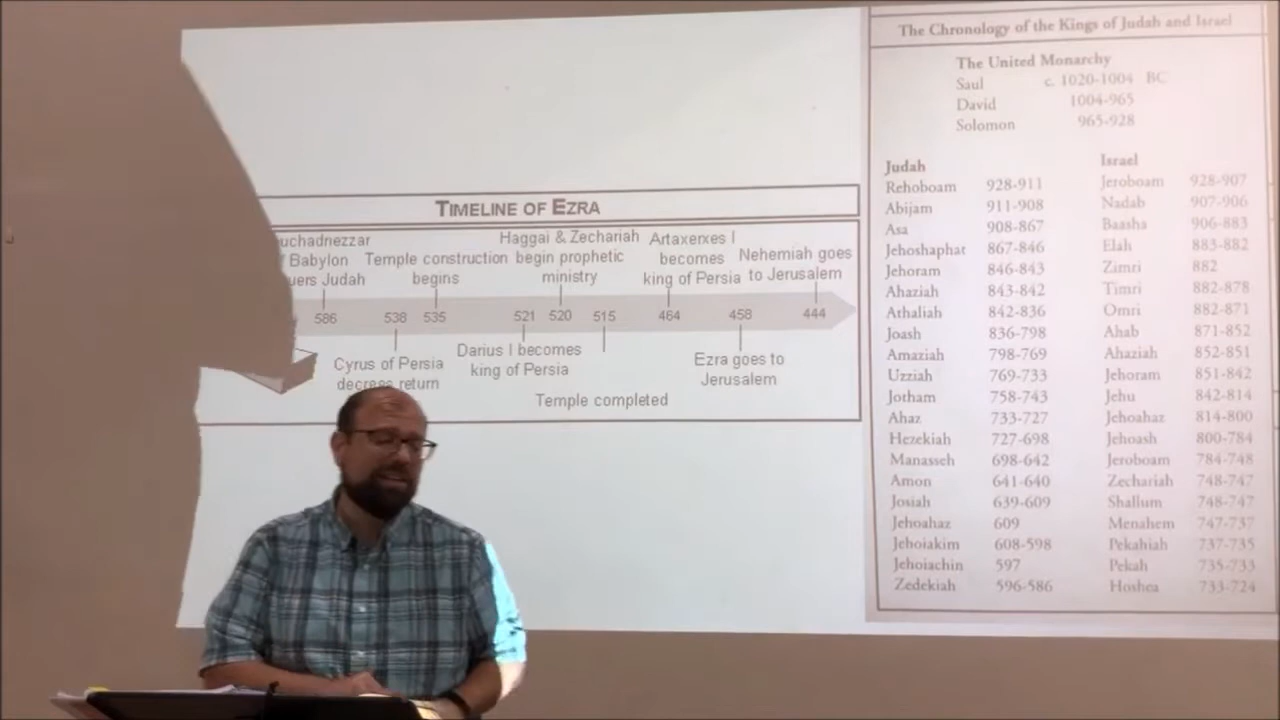 TIMELINE OF EZRA
uchadnezzar
Babylon
uers Judah
Temple construction
begins
Haggai & Zechariah
begin prophetic
ministry
Artaxerxes I
becomes
king of Persia
Nehemiah goes
to Jerusalem
586 538 535 521 520 515 464 458 444
Cyrus of Persia
decrees return
Darius I becomes
king of Persia
Temple completed
Ezra goes to
Jerusalem
The Chronology of the Kings of Judah and Israel
The United Monarchy
Saul c. 1020-1004 BC
David 1004-965
Solomon 965-928
Judah Israel
Rehoboam 928-911 Jeroboam 928-907
Abijam 911-908 Nadab 907-906
Asa 908-867 Baasha 906-883
Jehoshaphat 867-846 Elah 883-882
Jehoram 846-843 Zimri 882
Ahaziah 843-842 Timri 882-878
Athaliah 842-836 Omri 882-871
Joash 836-798 Ahab 871-852
Amaziah 798-769 Ahaziah 852-851
Uzziah 769-733 Jehoram 851-842
Jotham 758-743 Jehu 842-814
Ahaz 733-727 Jehoahaz 814-800
Hezekiah 727-698 Jehoash 800-784
Manasseh 698-642 Jeroboam 784-748
Amon 641-640 Zechariah 748-747
Josiah 639-609 Shallum 748-747
Jehoahaz 609 Menahem 747-737
Jehoiakim 608-598 Pekahiah 737-735
Jehoiachin 597 Pekah 735-733
Zedekiah 596-586 Hoshea 733-724